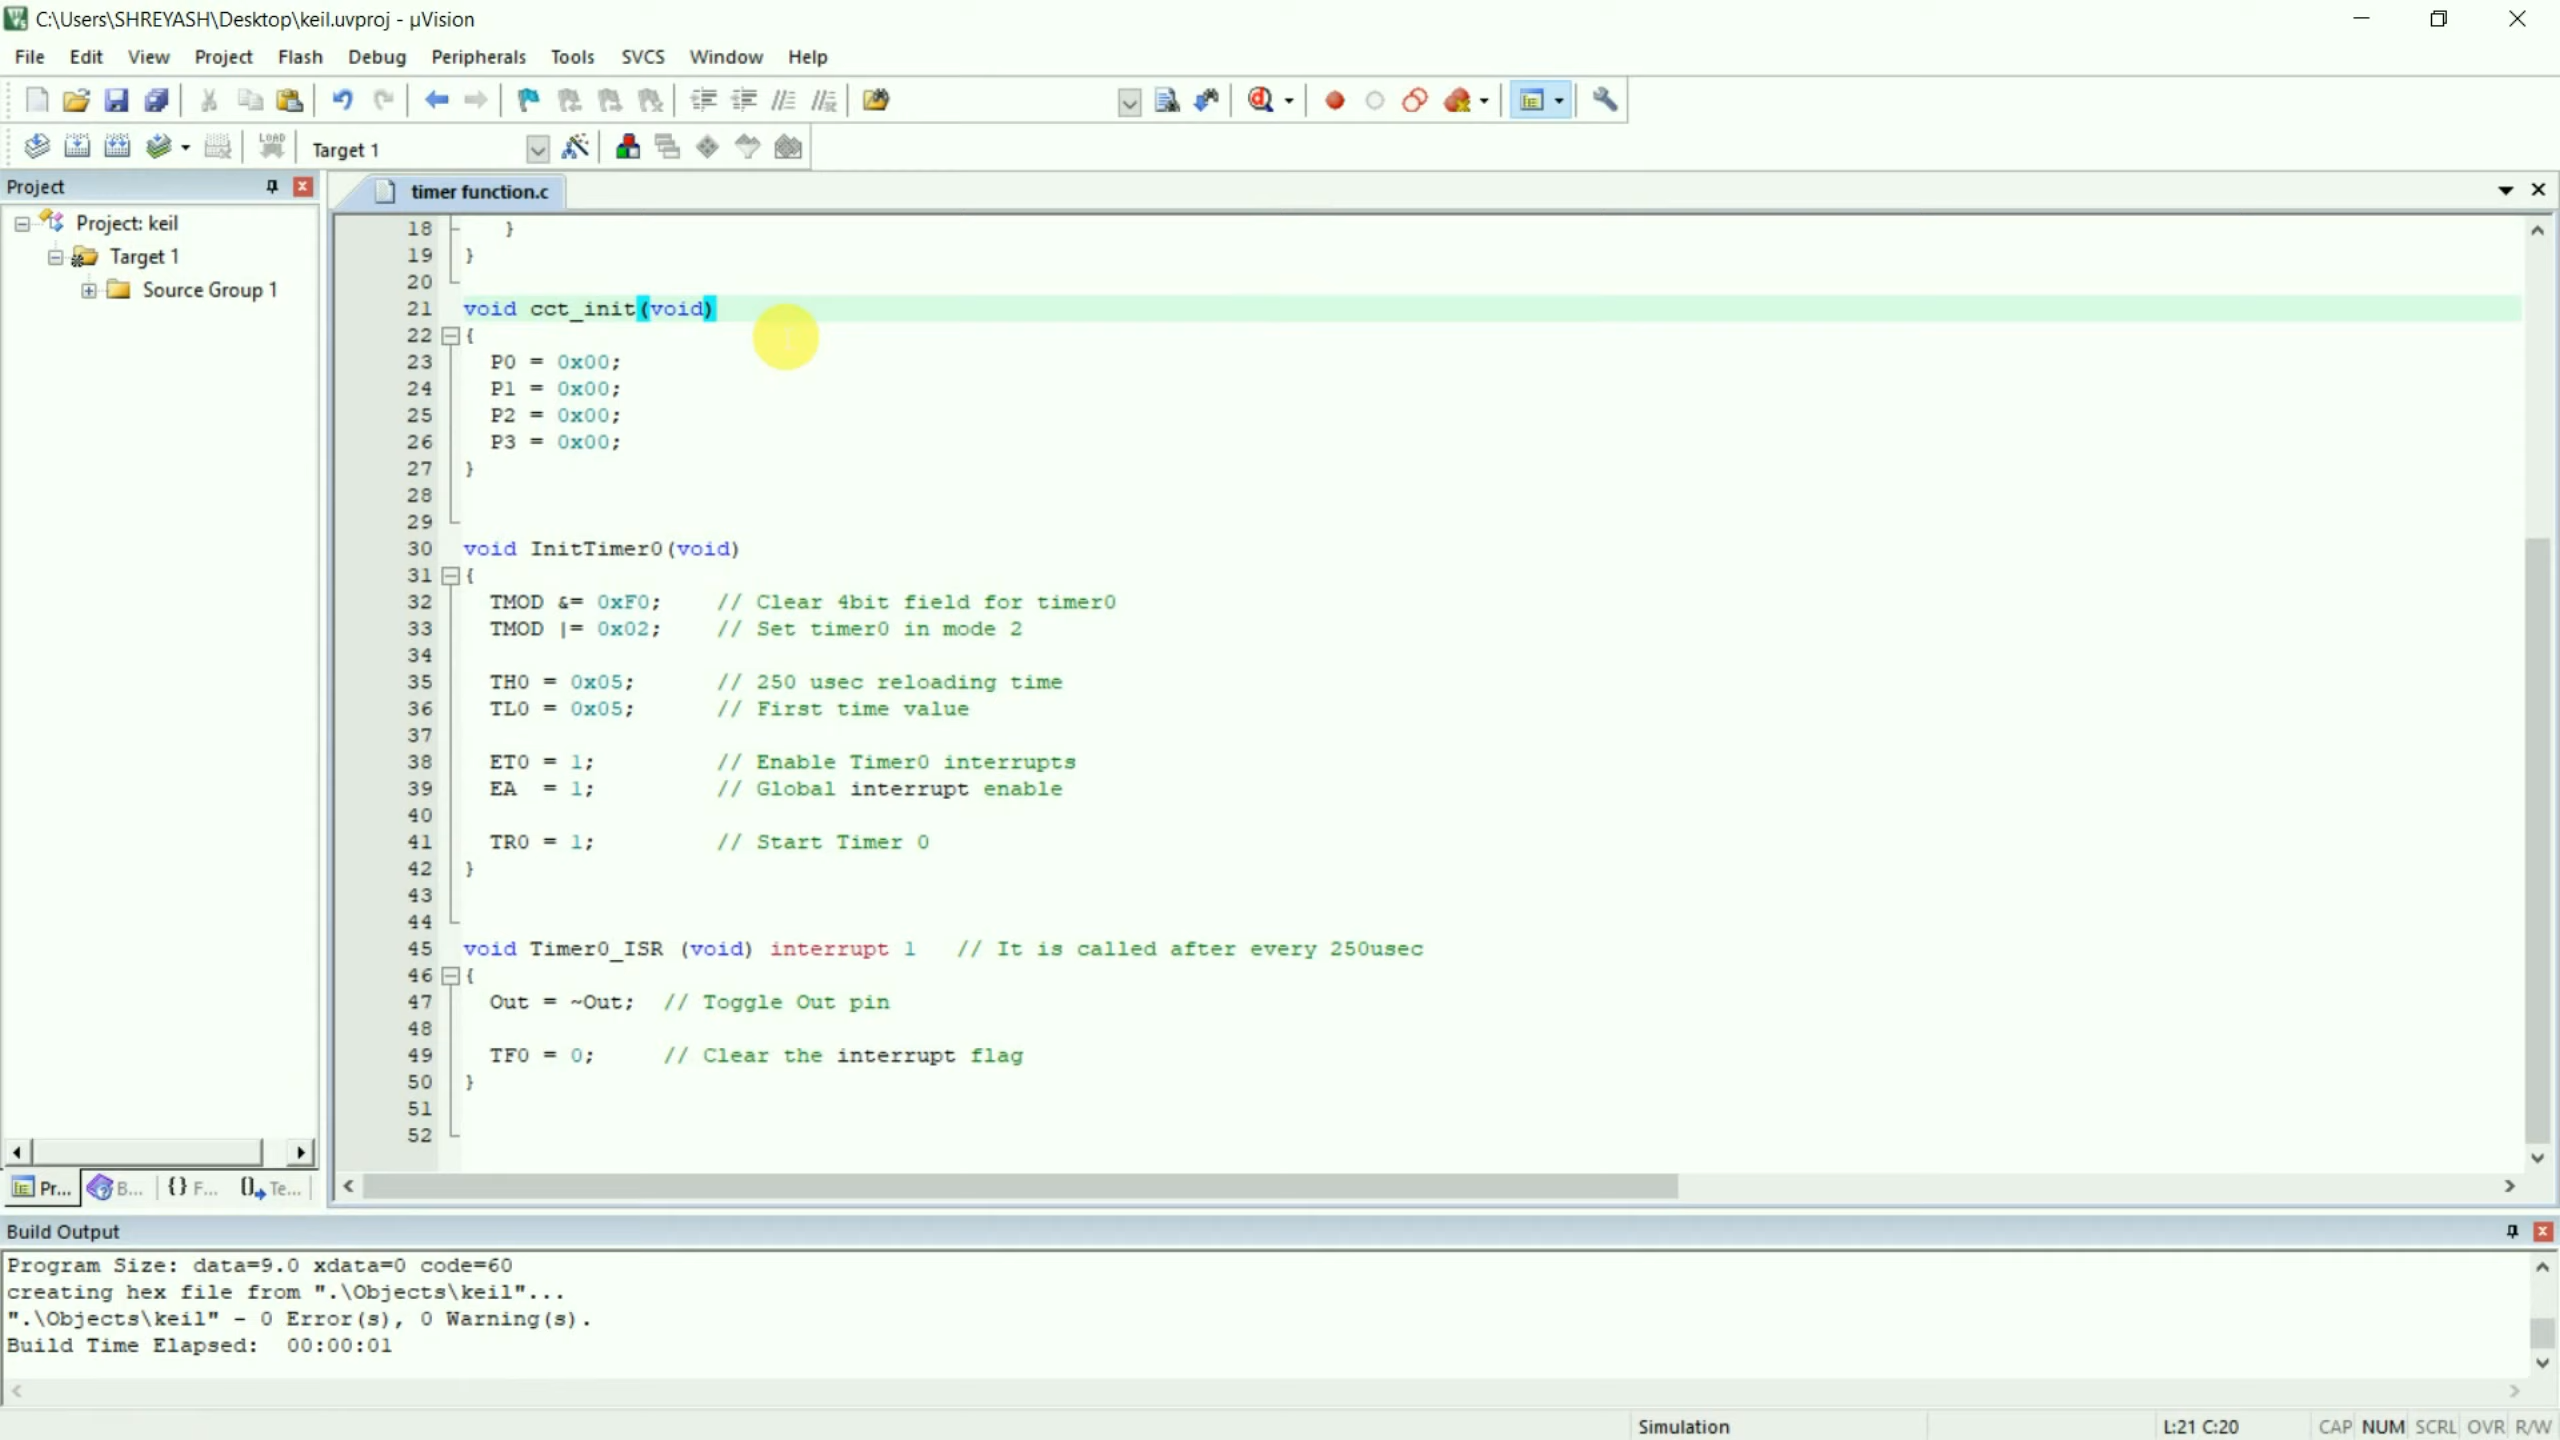 C:\Users\SHREYASH\Desktop\keil.uvproj - µVision
File Edit View Project Flash Debug Peripherals Tools SVCS Window Help
LOAD Target 1
Project
timer function.c
Project: keil
Target 1
Source Group 1
18 }
19 }
20
21 void cct_init(void)
22 {
23 P0 = 0x00;
24 P1 = 0x00;
25 P2 = 0x00;
26 P3 = 0x00;
27 }
28
29
30 void InitTimer0(void)
31 {
32 TMOD &= 0xF0; // Clear 4bit field for timer0
33 TMOD |= 0x02; // Set timer0 in mode 2
34
35 TH0 = 0x05; // 250 usec reloading time
36 TL0 = 0x05; // First time value
37
38 ET0 = 1; // Enable Timer0 interrupts
39 EA = 1; // Global interrupt enable
40
41 TR0 = 1; // Start Timer 0
42 }
43
44
45 void Timer0_ISR (void) interrupt 1 // It is called after every 250usec
46 {
47 Out = ~Out; // Toggle Out pin
48
49 TF0 = 0; // Clear the interrupt flag
50 }
51
52
Pr... B... {} F... 0 Te...
Build Output
Program Size: data=9.0 xdata=0 code=60
creating hex file from ".\Objects\keil"...
".\Objects\keil" - 0 Error(s), 0 Warning(s).
Build Time Elapsed: 00:00:01
Simulation L:21 C:20 CAP NUM SCRL OVR R/W